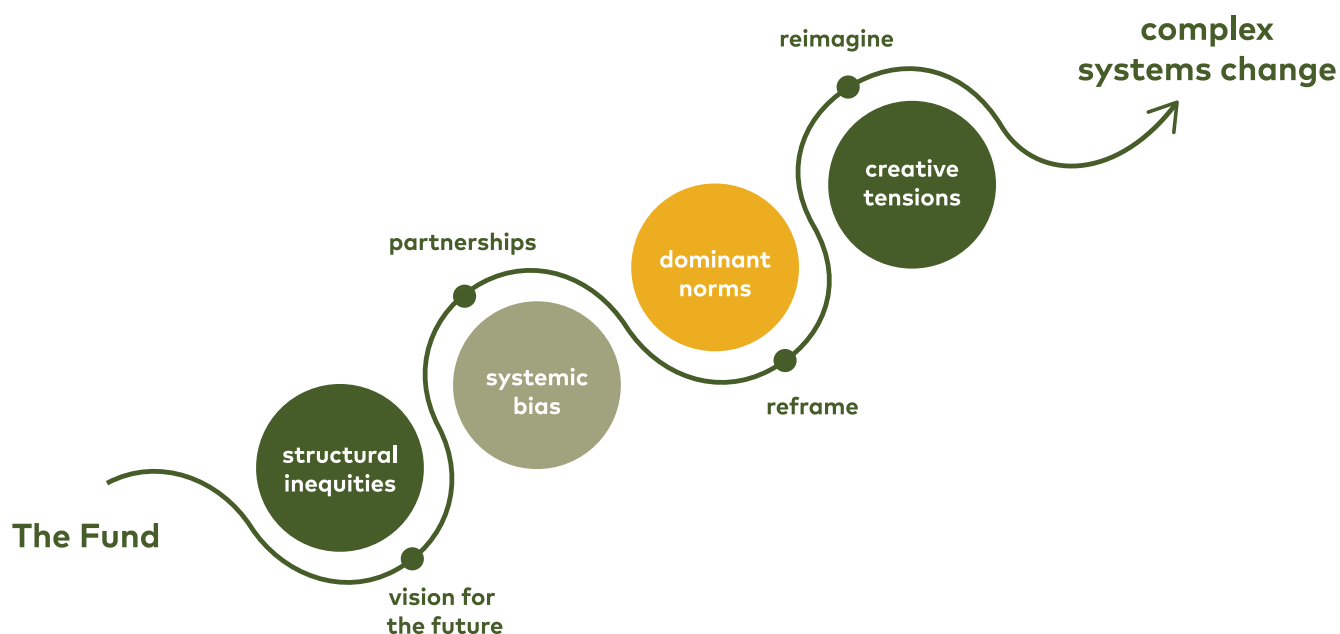 The Fund
structural
inequities
vision for
the future
partnerships
systemic
bias
dominant
norms
reframe
reimagine
creative
tensions
complex
systems change